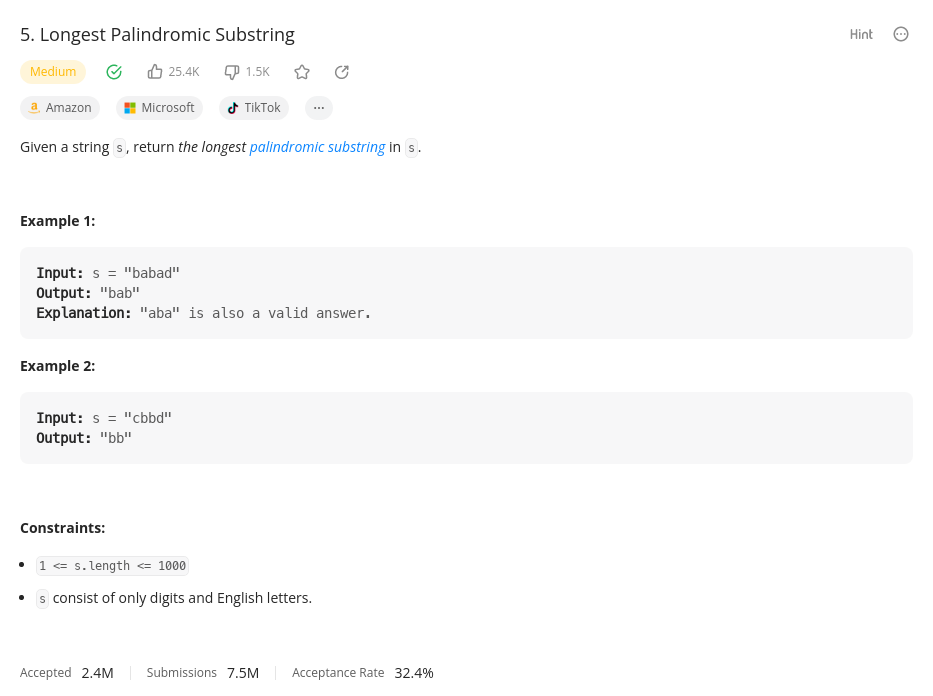 5. Longest Palindromic Substring
Hint
Medium 25.4K 1.5K
Amazon Microsoft TikTok ...
Given a string s, return the longest palindromic substring in s.
Example 1:
Input: s = "babad"
Output: "bab"
Explanation: "aba" is also a valid answer.
Example 2:
Input: s = "cbbd"
Output: "bb"
Constraints:
• 1 <= s.length <= 1000
• s consist of only digits and English letters.
Accepted 2.4M Submissions 7.5M Acceptance Rate 32.4%